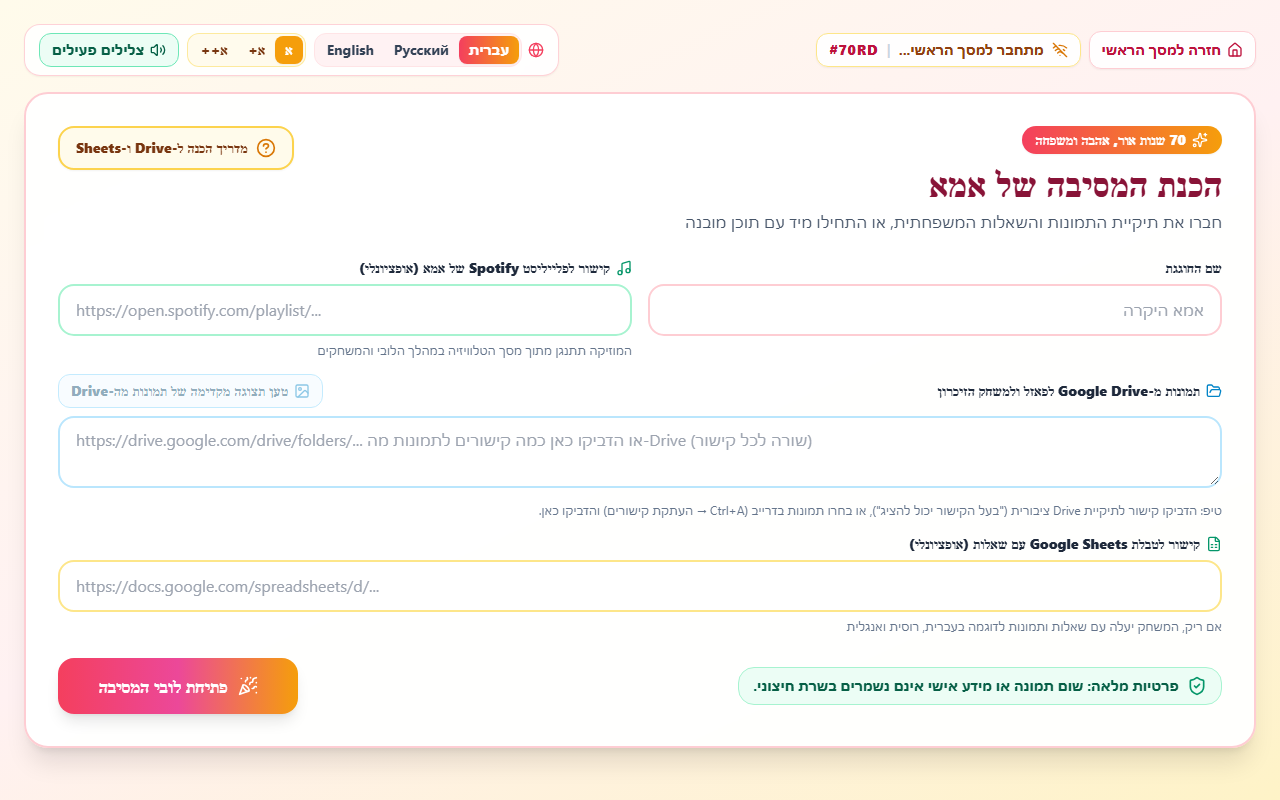 חזרה למסך הראשי
מתחבר למסך הראשי... | #70RD
עברית Русский English
א א+ א++
צלילים פעילים
70 שנות אור, אהבה ומשפחה
מדריך הכנה ל-Drive ו-Sheets
הכנת המסיבה של אמא
חברו את תיקיית התמונות והשאלות המשפחתית, או התחילו מיד עם תוכן מובנה
שם החוגגת
אמא היקרה
קישור לפלייליסט Spotify של אמא (אופציונלי)
https://open.spotify.com/playlist/...
המוזיקה תתנגן מתוך מסך הטלוויזיה במהלך הלובי והמשחקים
תמונות מ-Google Drive לפאזל ולמשחק הזיכרון
טען תצוגה מקדימה של תמונות מה-Drive
https://drive.google.com/drive/folders/... או הדביקו כאן כמה קישורים לתמונות מה-Drive (שורה לכל קישור)
טיפ: הדביקו קישור לתיקיית Drive ציבורית ("בעל הקישור יכול להציג"), או בחרו תמונות בדרייב (Ctrl+A → העתקת קישורים) והדביקו כאן.
קישור לטבלת Google Sheets עם שאלות (אופציונלי)
https://docs.google.com/spreadsheets/d/...
אם ריק, המשחק יעלה עם שאלות ותמונות לדוגמה בעברית, רוסית ואנגלית
פרטיות מלאה: שום תמונה או מידע אישי אינם נשמרים בשרת חיצוני.
פתיחת לובי המסיבה